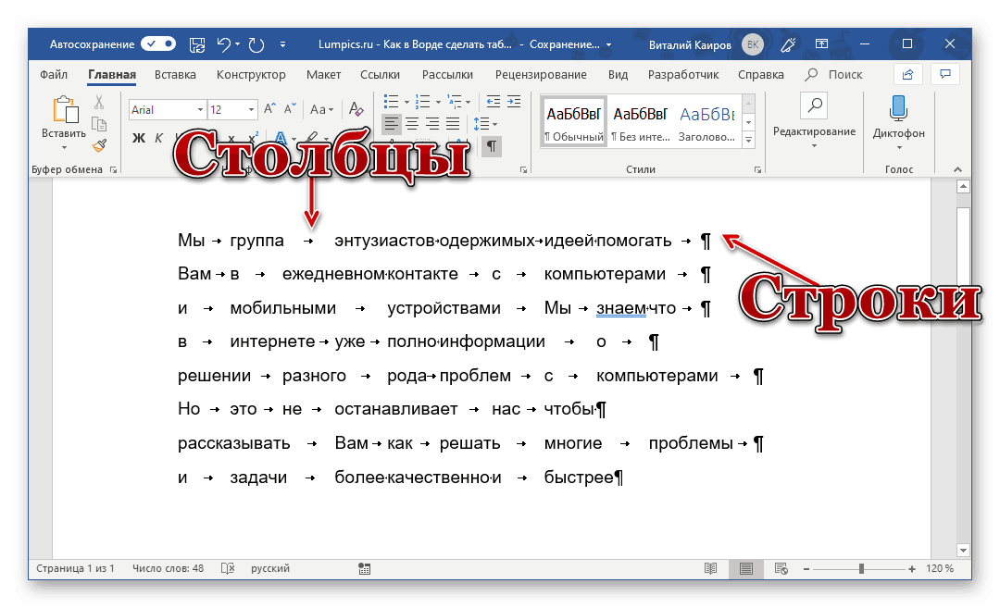 Автосохранение Lumpics.ru - Как в Ворде сделать таб... - Сохранение... Виталий Каиров ВК
Файл Главная Вставка Конструктор Макет Ссылки Рассылки Рецензирование Вид Разработчик Справка Поиск
Arial 12 Aa
АаБбВвГ АаБбВвГ АаБбВв
Вставить
Ж К
¶ Обычный ¶ Без инте... Заголово...
Редактирование Диктофон
Буфер обмена Стили Голос
Столбцы
Мы → группа → энтузиастов·одержимых→идеей·помогать → ¶
Строки
Вам → в → ежедневном·контакте → с → компьютерами → ¶
и → мобильными → устройствами → Мы → знаем·что → ¶
в → интернете → уже → полно·информации → о → ¶
решении → разного → рода→проблем → с → компьютерами → ¶
Но → это → не → останавливает → нас → чтобы·¶
рассказывать → Вам → как → решать → многие → проблемы → ¶
и → задачи → более·качественно·и → быстрее¶
Страница 1 из 1 Число слов: 48 русский 120 %